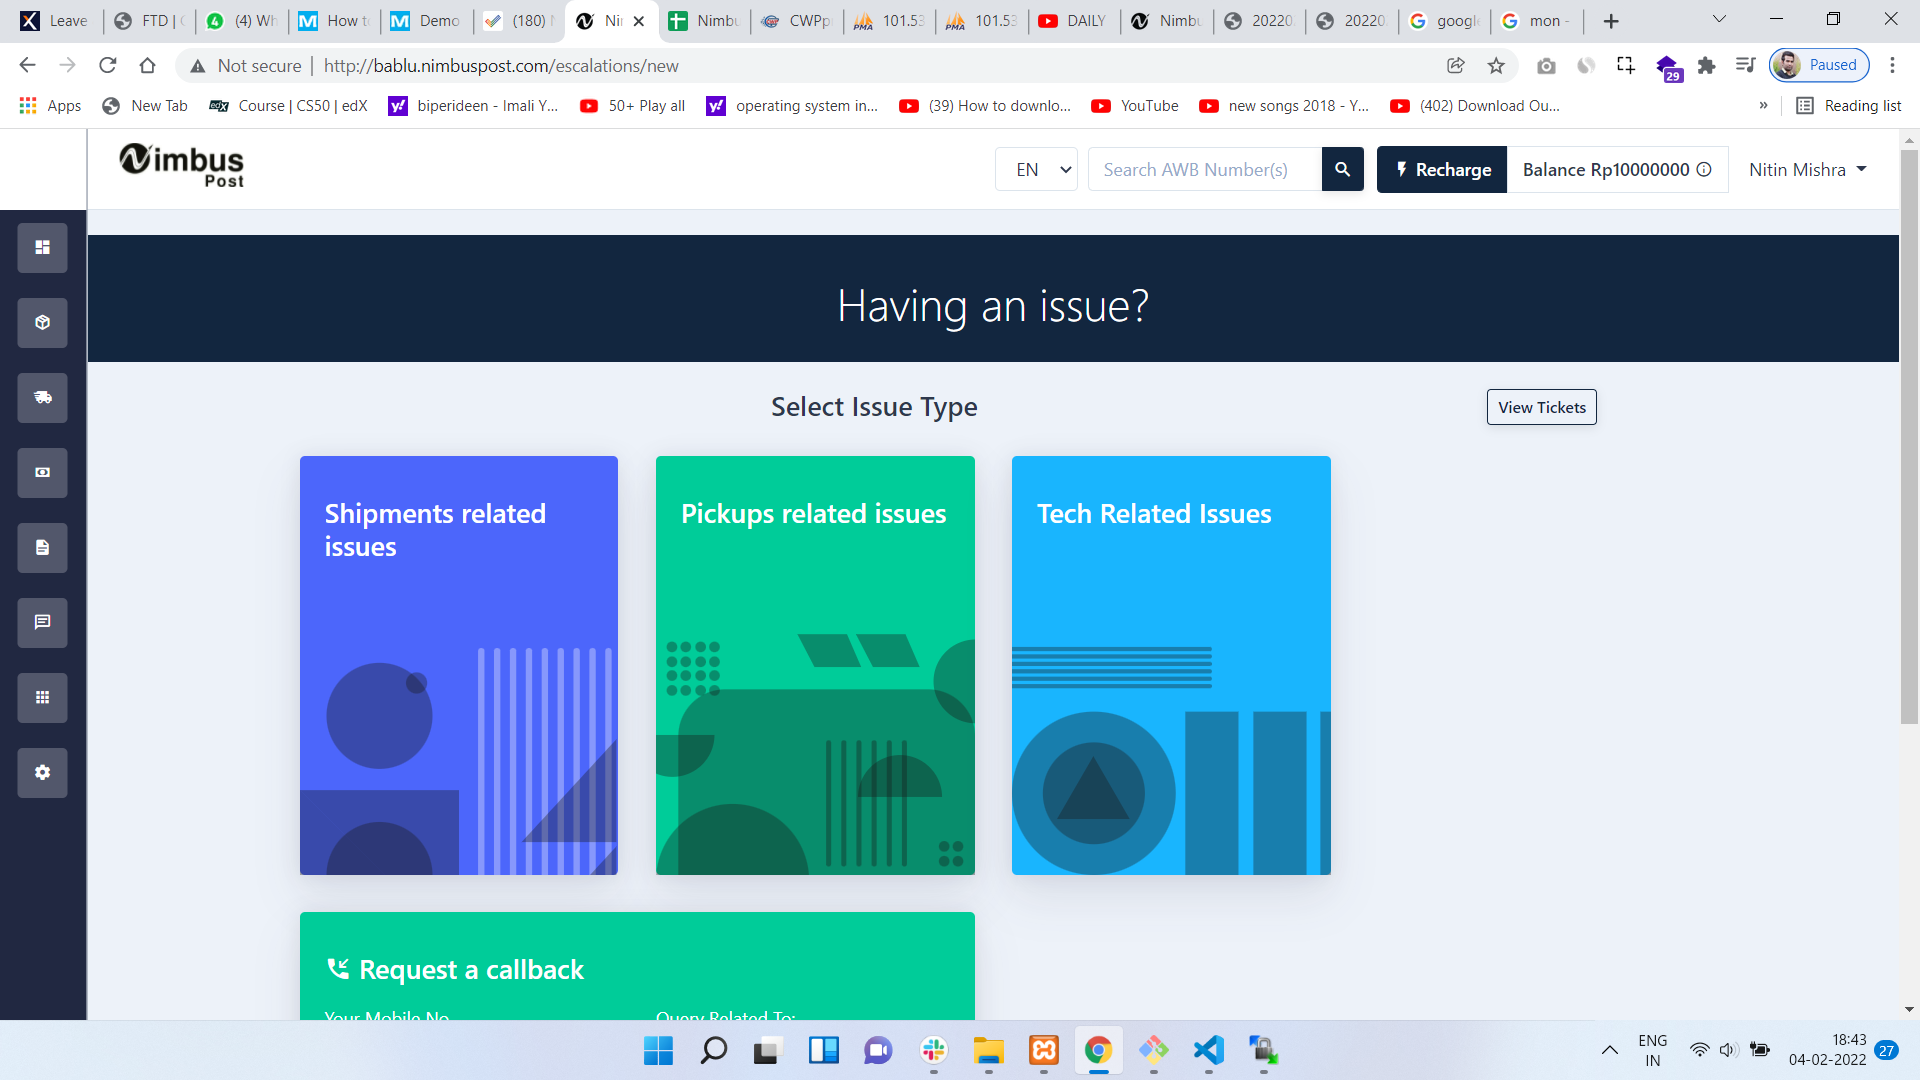 Leave
FTD | (
(4) Wh
How to
Demo
(180)
Ni
Nimbu
CWPp
101.53
101.53
DAILY
Nimbu
20220
20220
google
mon -
Not secure
http://bablu.nimbuspost.com/escalations/new
29
Paused
Apps
New Tab
Course | CS50 | edX
biperideen - Imali Y...
50+ Play all
operating system in...
(39) How to downlo...
YouTube
new songs 2018 - Y...
(402) Download Ou...
»
Reading list
Nimbus
Post
EN
Search AWB Number(s)
Recharge
Balance Rp10000000
Nitin Mishra
Having an issue?
Select Issue Type
View Tickets
Shipments related
issues
Pickups related issues
Tech Related Issues
Request a callback
Your Mobile No
Query Related To:
ENG
IN
18:43
04-02-2022
27